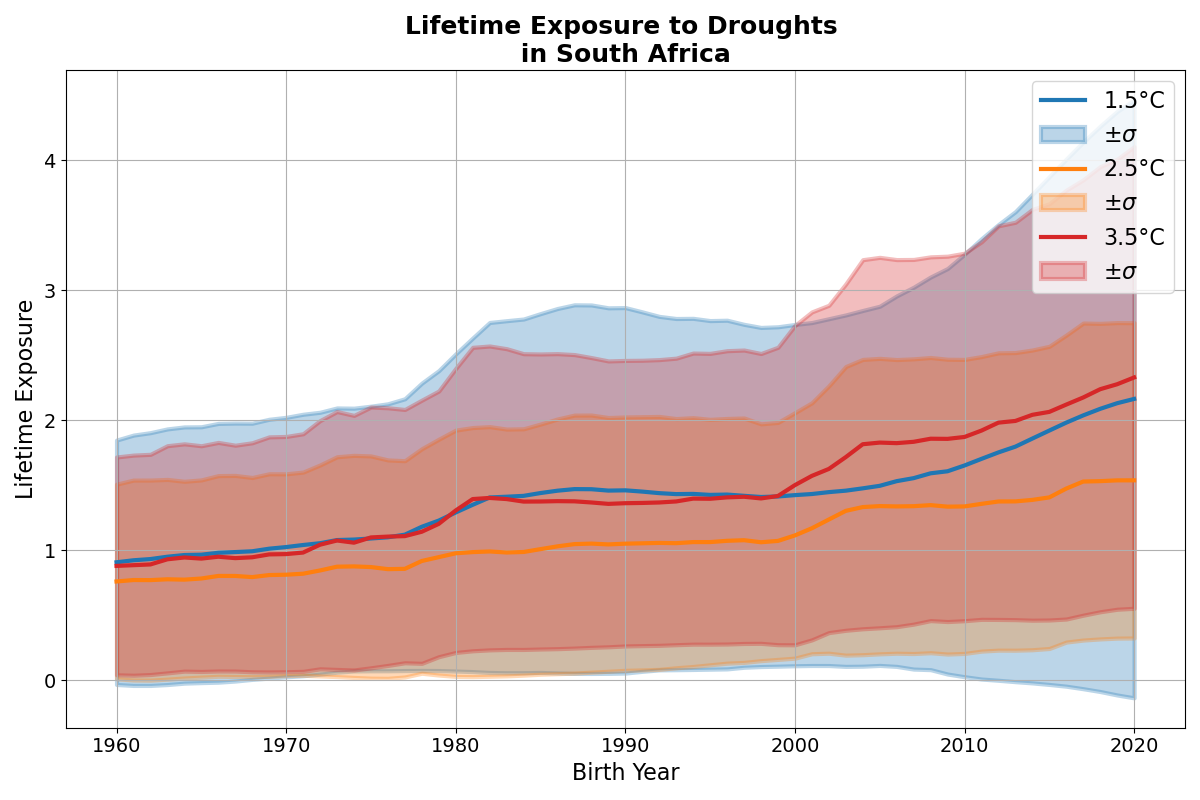 Lifetime Exposure to Droughts
in South Africa
1.5°C
±σ
2.5°C
±σ
3.5°C
±σ
4
3
2
1
0
Lifetime Exposure
1960 1970 1980 1990 2000 2010 2020
Birth Year